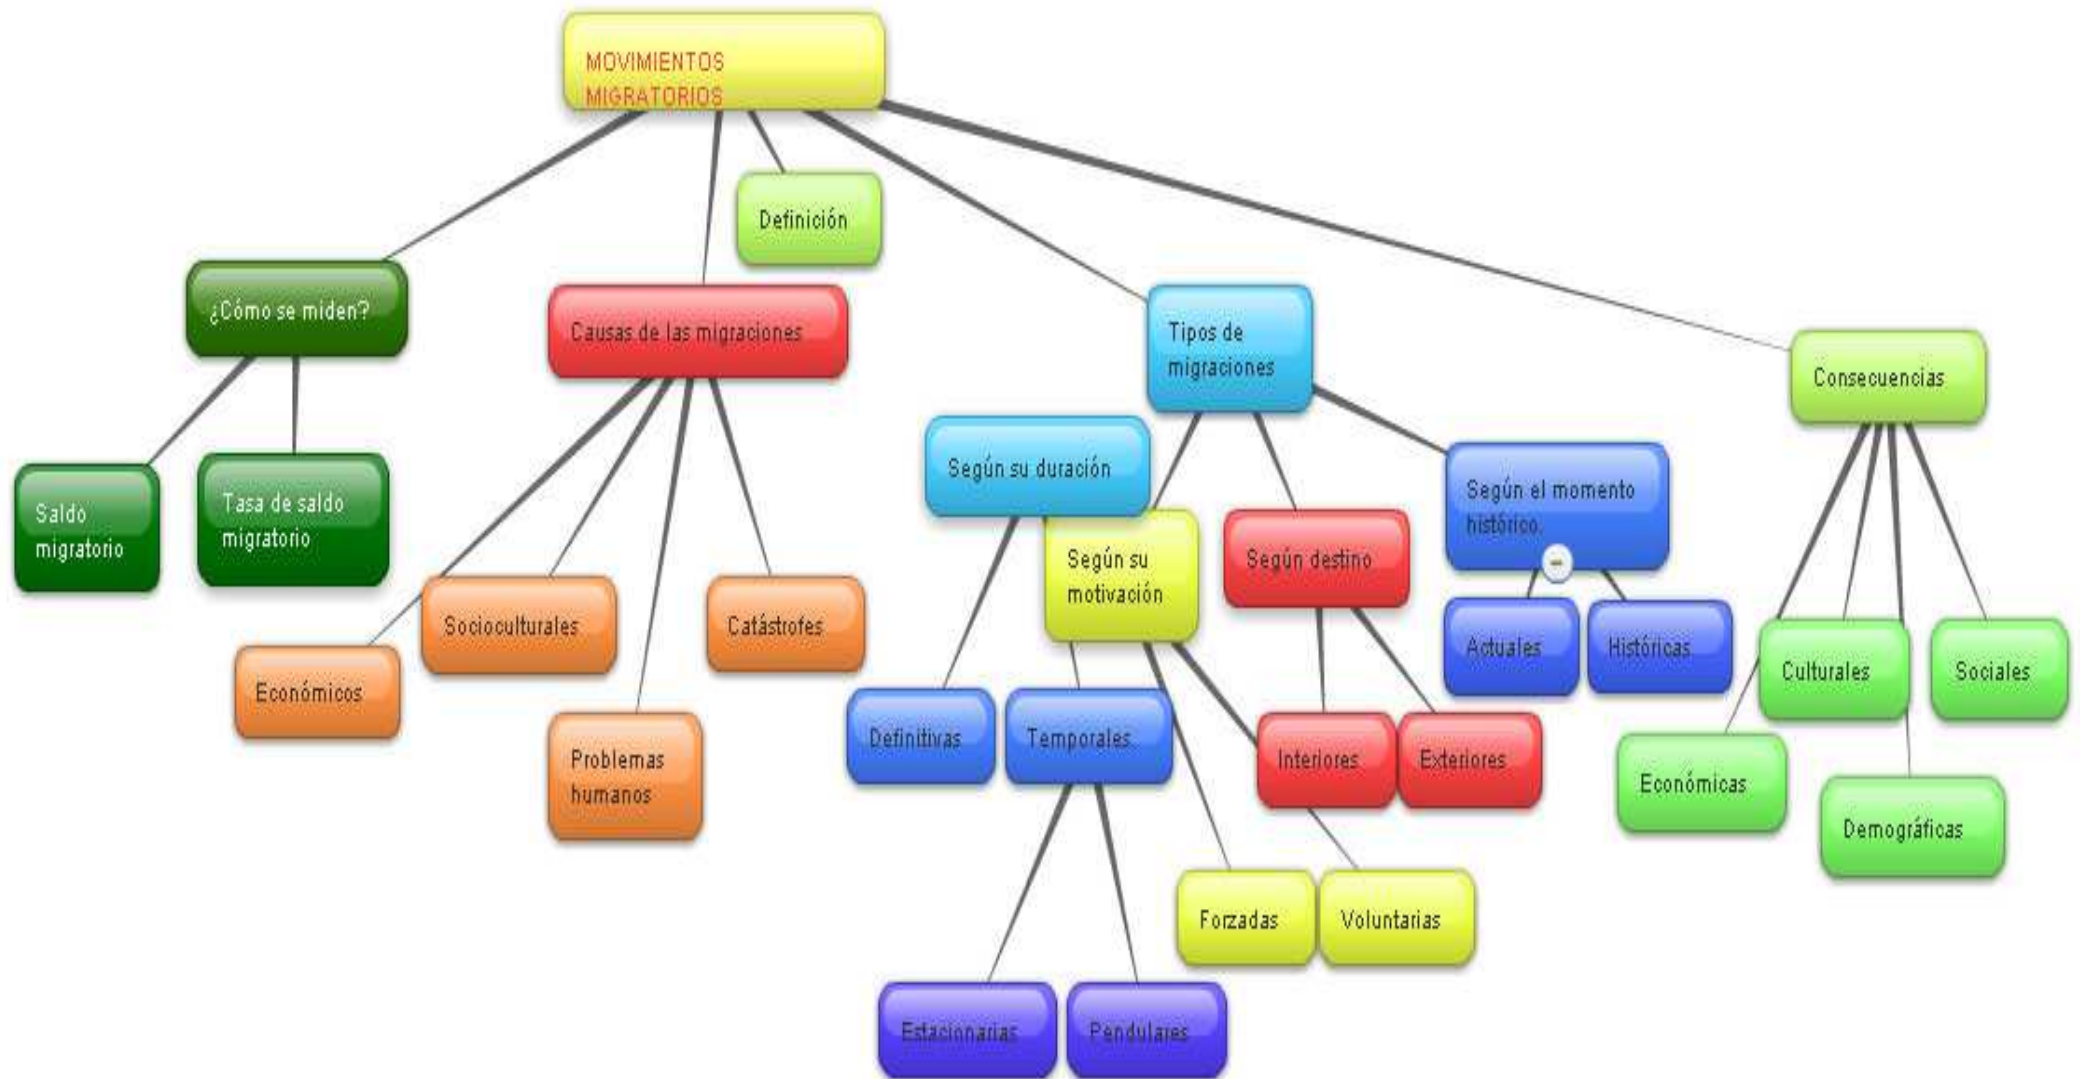 MOVIMIENTOS
MIGRATORIOS
Definición
¿Cómo se miden?
Saldo
migratorio
Tasa de saldo
migratorio
Causas de las migraciones
Económicos
Socioculturales
Problemas
humanos
Catástrofes
Tipos de
migraciones
Según su duración
Definitivas
Temporales
Estacionarias
Pendulares
Según su
motivación
Forzadas
Voluntarias
Según destino
Interiores
Exteriores
Según el momento
histórico.
Actuales
Históricas
Consecuencias
Económicas
Culturales
Demográficas
Sociales